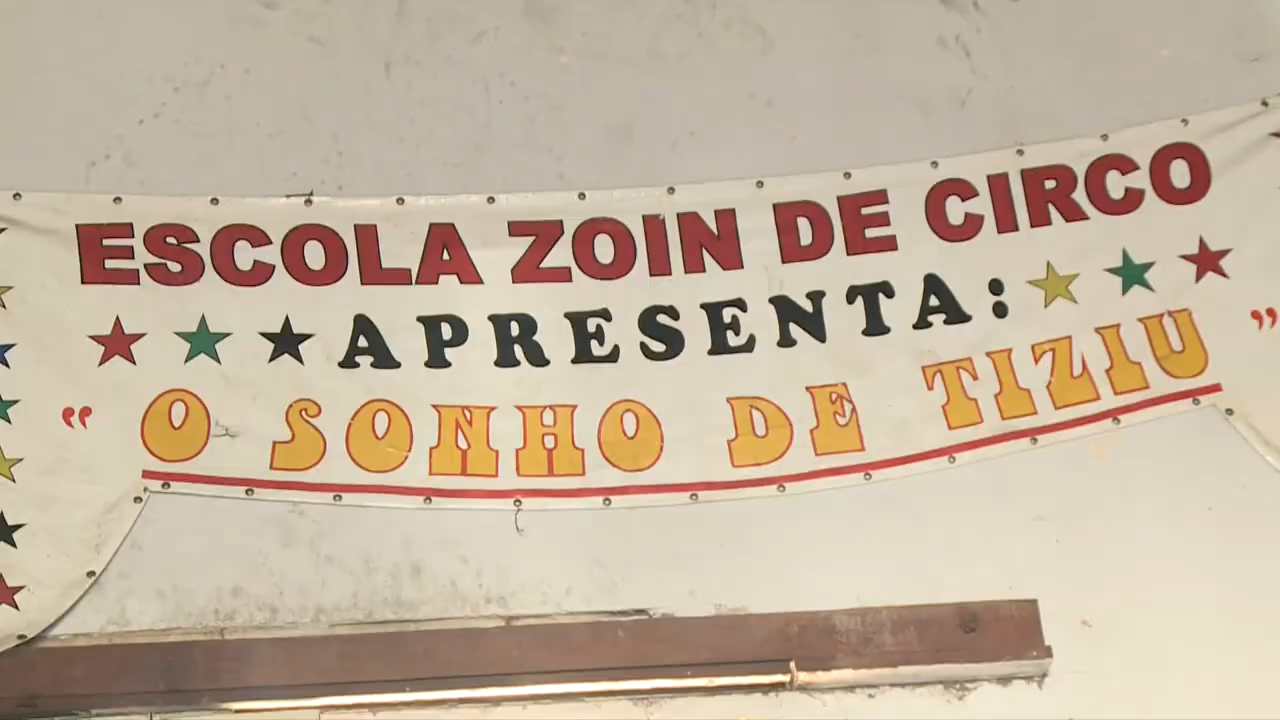 ESCOLA ZOIN DE CIRCO
APRESENTA:
"O SONHO DE TIZIU"